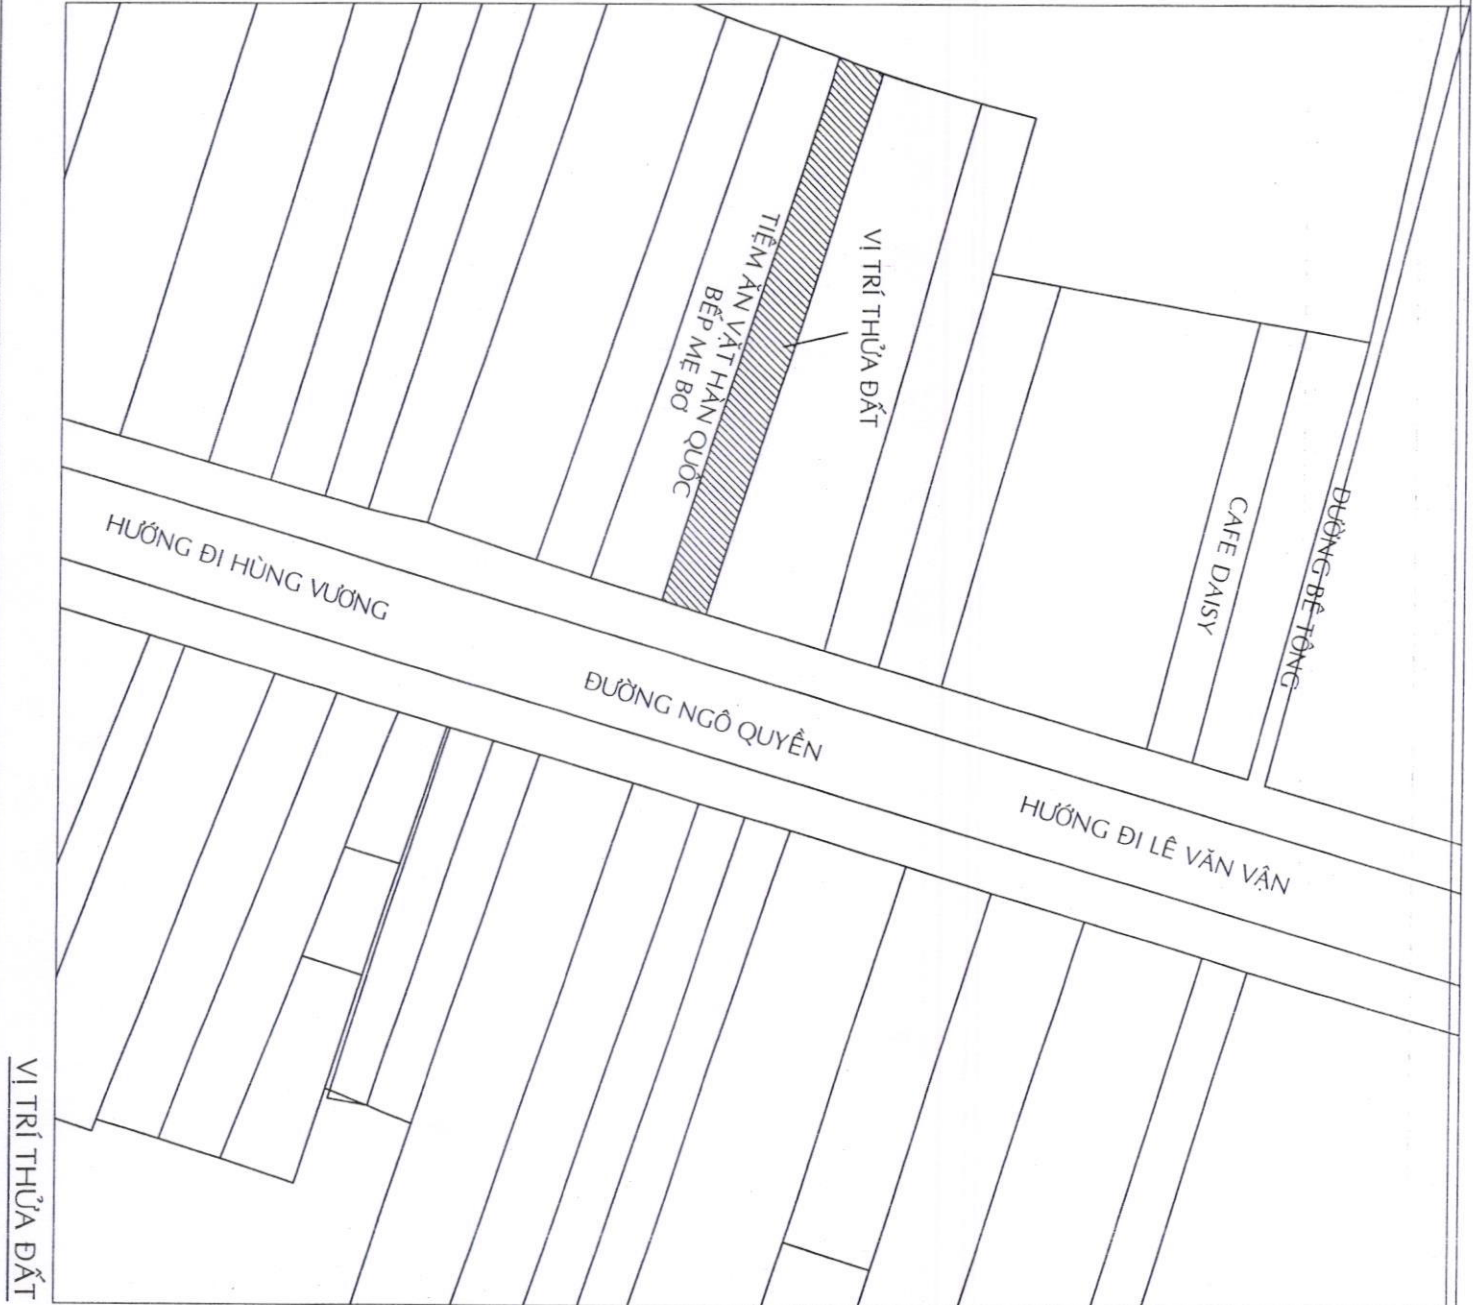 VỊ TRÍ THỬA ĐẤT
TIỆM ĂN VẶT HÀN QUỐC
BẾP MẸ BƠ
CAFE DAISY
ĐƯỜNG BÊ TÔNG
HƯỚNG ĐI HÙNG VƯƠNG
ĐƯỜNG NGÔ QUYỀN
HƯỚNG ĐI LÊ VĂN VẬN
VỊ TRÍ THỬA ĐẤT